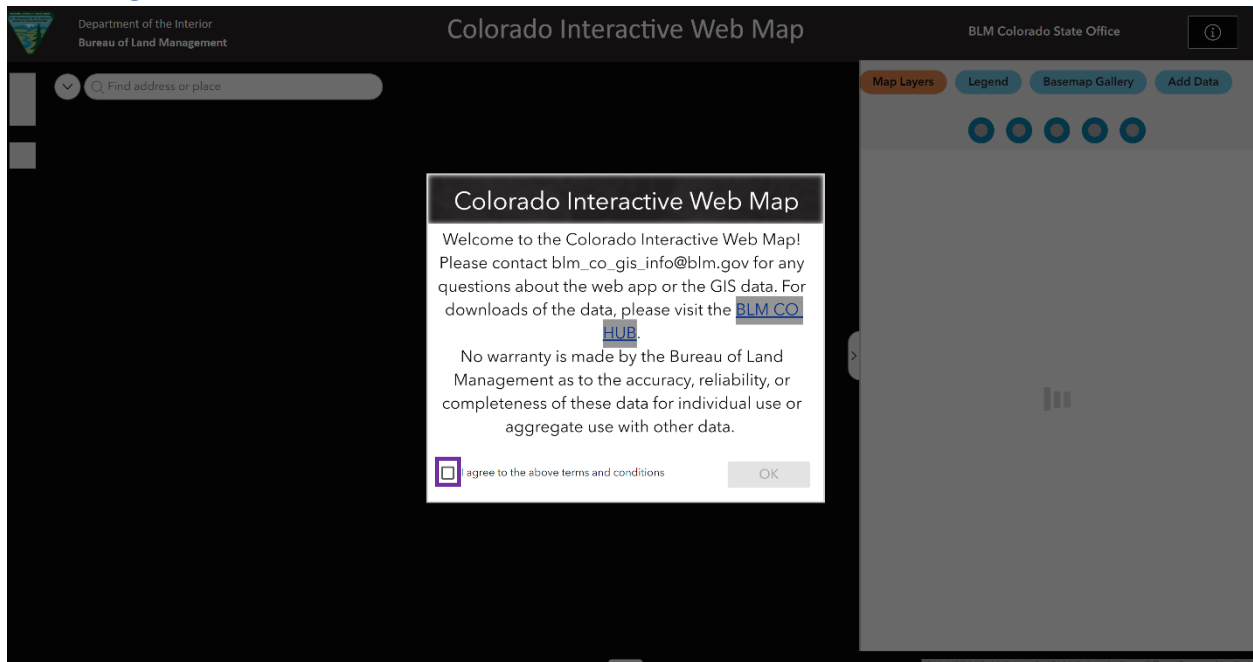 Department of the Interior
Bureau of Land Management
Colorado Interactive Web Map
BLM Colorado State Office
Find address or place
Map Layers
Legend
Basemap Gallery
Add Data
Colorado Interactive Web Map
Welcome to the Colorado Interactive Web Map!
Please contact blm_co_gis_info@blm.gov for any
questions about the web app or the GIS data. For
downloads of the data, please visit the BLM CO
HUB.
No warranty is made by the Bureau of Land
Management as to the accuracy, reliability, or
completeness of these data for individual use or
aggregate use with other data.
I agree to the above terms and conditions
OK